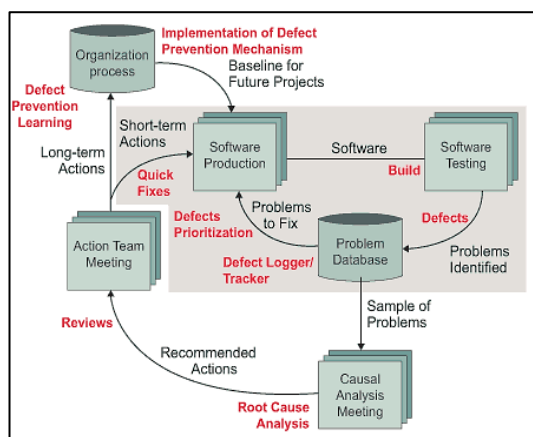 Organization
process
Implementation of Defect
Prevention Mechanism
Baseline for
Future Projects
Defect
Prevention
Learning
Long-term
Actions
Short-term
Actions
Quick
Fixes
Software
Production
Software
Build
Software
Testing
Defects
Prioritization
Problems
to Fix
Defects
Problems
Identified
Defect Logger/
Tracker
Problem
Database
Action Team
Meeting
Sample of
Problems
Reviews
Recommended
Actions
Root Cause
Analysis
Causal
Analysis
Meeting